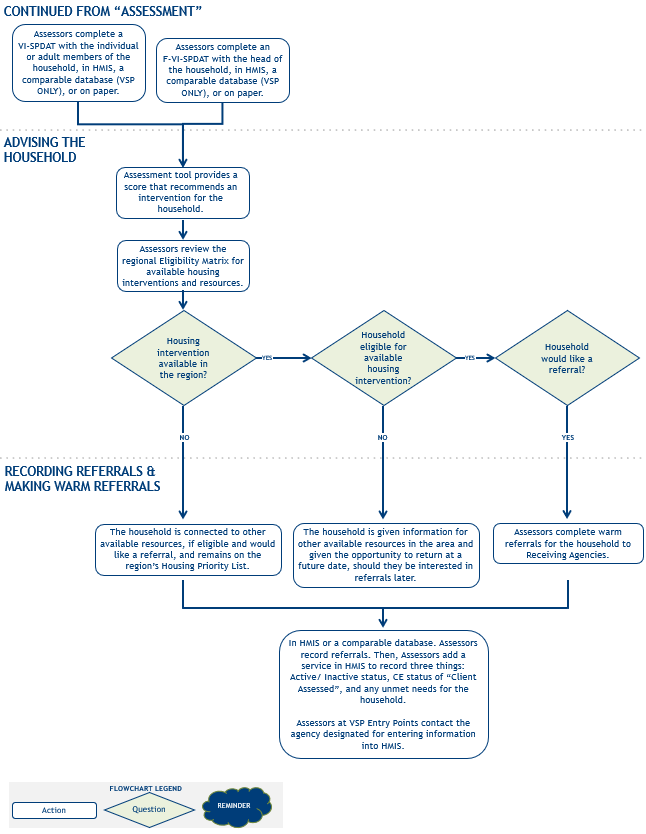 CONTINUED FROM “ASSESSMENT”
Assessors complete a
VI-SPDAT with the individual
or adult members of the
household, in HMIS, a
comparable database (VSP
ONLY), or on paper.
Assessors complete an
F-VI-SPDAT with the head of
the household, in HMIS, a
comparable database (VSP
ONLY), or on paper.
ADVISING THE
HOUSEHOLD
Assessment tool provides a
score that recommends an
intervention for the
household.
Assessors review the
regional Eligibility Matrix for
available housing
interventions and resources.
Housing
intervention
available in
the region?
YES
Household
eligible for
available
housing
intervention?
YES
Household
would like a
referral?
NO
NO
YES
RECORDING REFERRALS &
MAKING WARM REFERRALS
The household is connected to other
available resources, if eligible and would
like a referral, and remains on the
region’s Housing Priority List.
The household is given information for
other available resources in the area and
given the opportunity to return at a
future date, should they be interested in
referrals later.
Assessors complete warm
referrals for the household to
Receiving Agencies.
In HMIS or a comparable database. Assessors
record referrals. Then, Assessors add a
service in HMIS to record three things:
Active/ Inactive status, CE status of “Client
Assessed”, and any unmet needs for the
household.
Assessors at VSP Entry Points contact the
agency designated for entering information
into HMIS.
FLOWCHART LEGEND
Action
Question
REMINDER